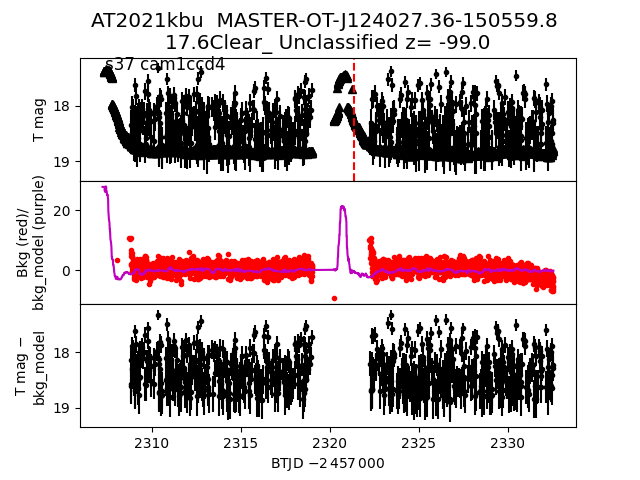 AT2021kbu MASTER-OT-J124027.36-150559.8
17.6Clear_ Unclassified z= -99.0
s37 cam1ccd4
T mag
18
19
Bkg (red)/
bkg_model (purple)
20
0
T mag −
bkg_model
18
19
2310 2315 2320 2325 2330
BTJD −2 457 000